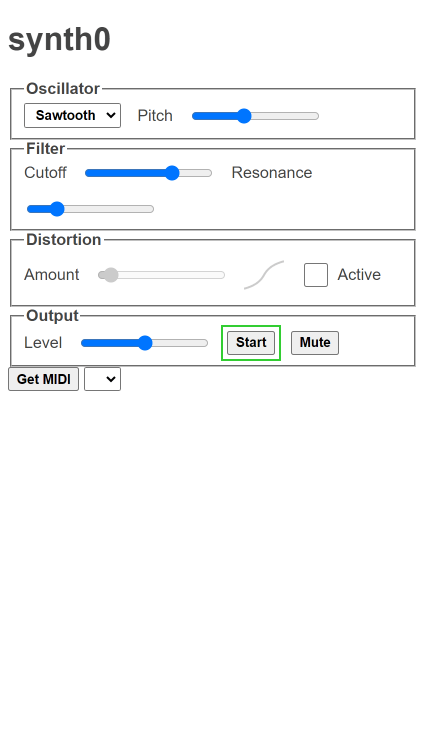 synth0
Oscillator
Sawtooth Pitch
Filter
Cutoff Resonance
Distortion
Amount Active
Output
Level Start Mute
Get MIDI